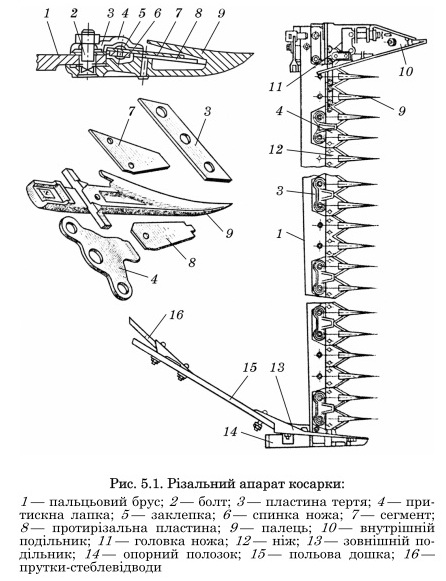 1 2 3 4 5 6 7 8 9
10
11
9
4
7 3
12
3
9
8
4
1
16
15 13
14
Рис. 5.1. Різальний апарат косарки:
1 — пальцьовий брус; 2 — болт; 3 — пластина тертя; 4 — при-
тискна лапка; 5 — заклепка; 6 — спинка ножа; 7 — сегмент;
8 — протирізальна пластина; 9 — палець; 10 — внутрішній
подільник; 11 — головка ножа; 12 — ніж; 13 — зовнішній по-
дільник; 14 — опорний полозок; 15 — польова дошка; 16 —
прутки-стеблевідводи